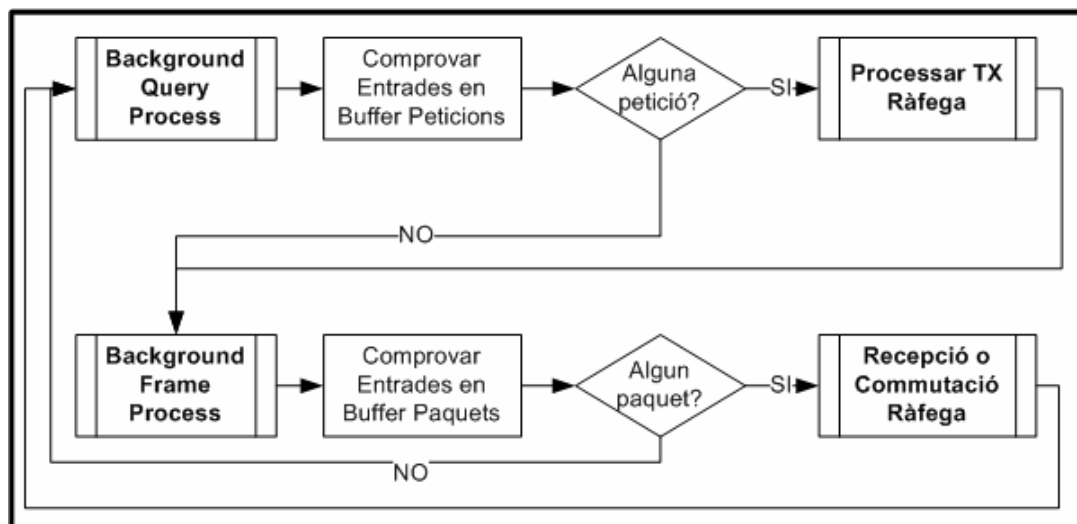 Background
Query
Process
Comprovar
Entrades en
Buffer Peticions
Alguna
petició?
SI
Processar TX
Ràfega
NO
Background
Frame
Process
Comprovar
Entrades en
Buffer Paquets
Algun
paquet?
SI
Recepció o
Commutació
Ràfega
NO